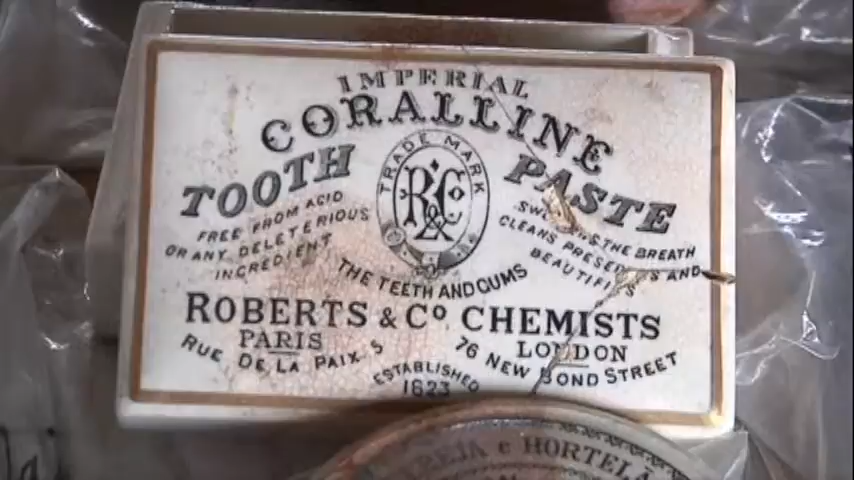 IMPERIAL
CORALLINE
TOOTH PASTE
TRADE MARK
R & Co
FREE FROM ACID
OR ANY DELETERIOUS
INGREDIENT
THE BREATH
CLEANS AND
BEAUTIFIES
THE TEETH AND GUMS
ROBERTS & Co CHEMISTS
PARIS
RUE DE LA PAIX. 5
LONDON
76 NEW BOND STREET
ESTABLISHED
1823
e HORTELÃ